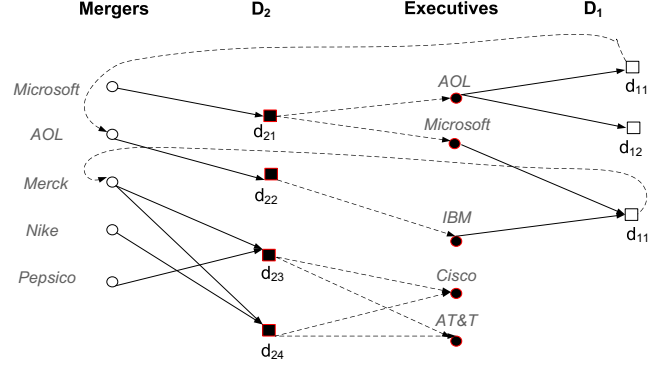 Mergers D₂ Executives D₁
Microsoft
AOL
Merck
Nike
Pepsico
d₂₁
d₂₂
d₂₃
d₂₄
AOL
Microsoft
IBM
Cisco
AT&T
d₁₁
d₁₂
d₁₁